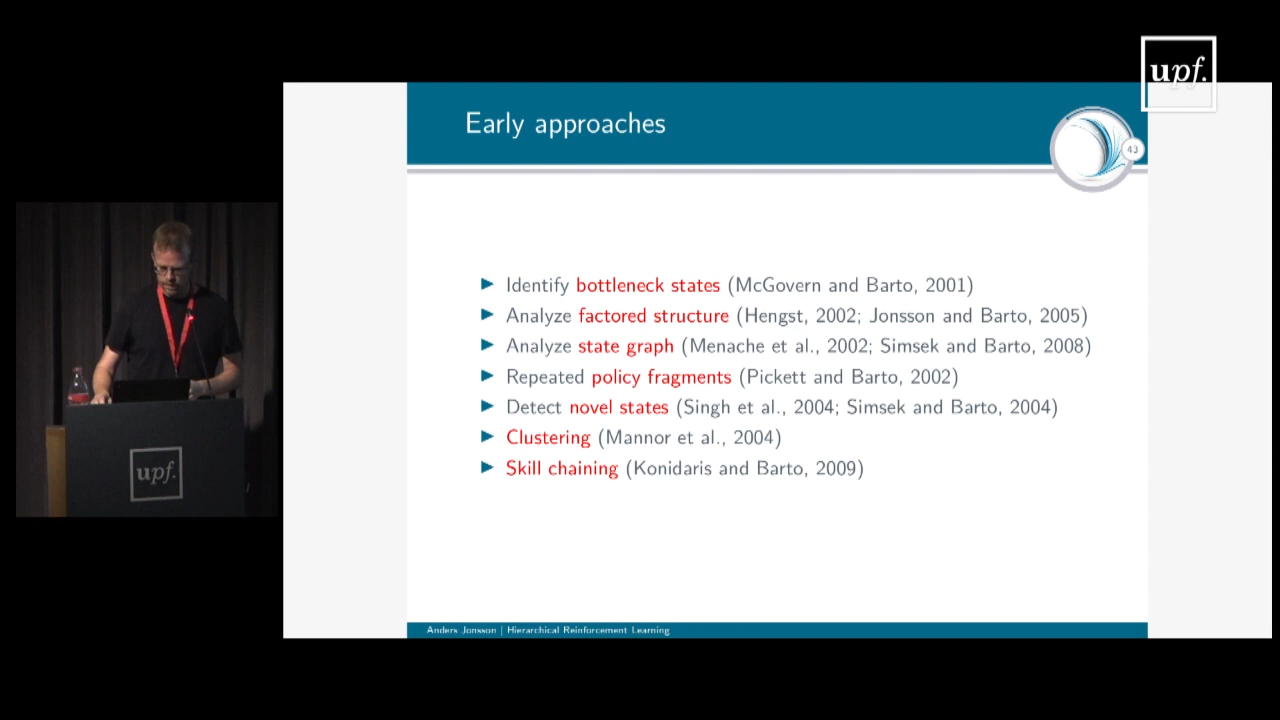 upf.
Early approaches
43
► Identify bottleneck states (McGovern and Barto, 2001)
► Analyze factored structure (Hengst, 2002; Jonsson and Barto, 2005)
► Analyze state graph (Menache et al., 2002; Simsek and Barto, 2008)
► Repeated policy fragments (Pickett and Barto, 2002)
► Detect novel states (Singh et al., 2004; Simsek and Barto, 2004)
► Clustering (Mannor et al., 2004)
► Skill chaining (Konidaris and Barto, 2009)
upf.
Anders Jonsson | Hierarchical Reinforcement Learning